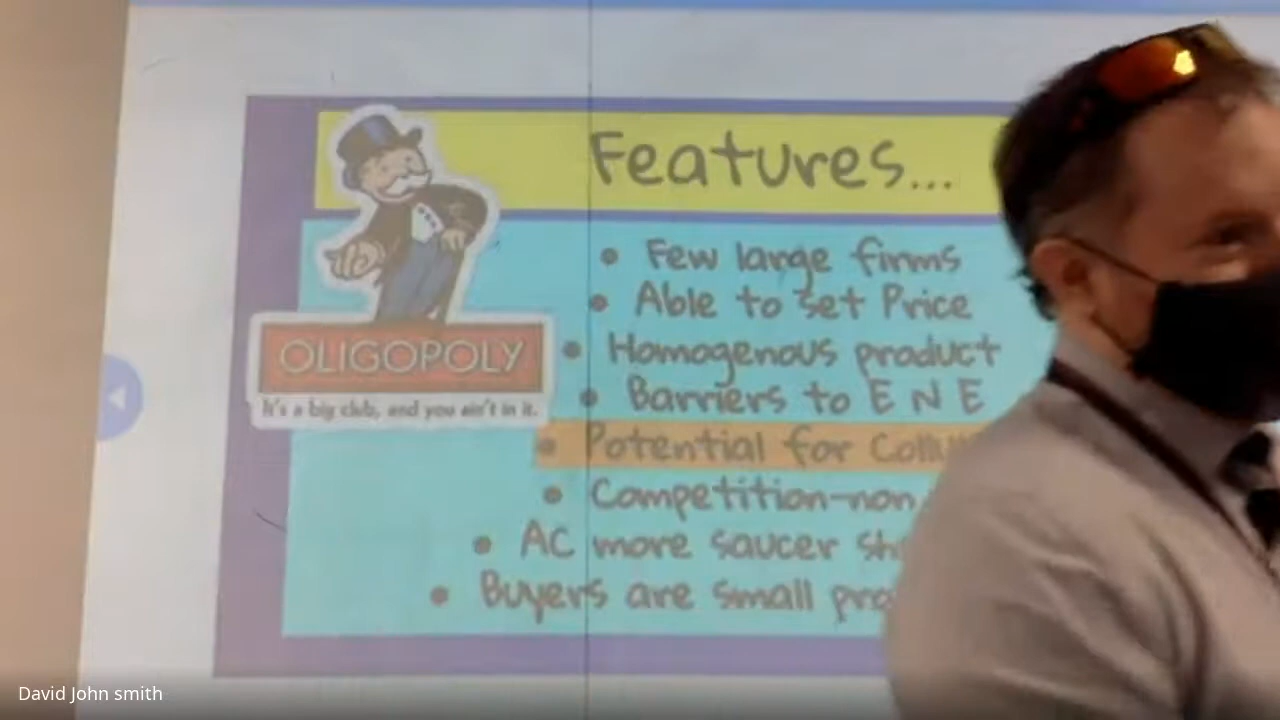 Features...
• Few large firms
• Able to set Price
• Homogenous product
• Barriers to E N E
OLIGOPOLY
It's a big club, and you ain't in it.
• Potential for
• Competition-non
• AC more saucer
• Buyers are small
David John smith